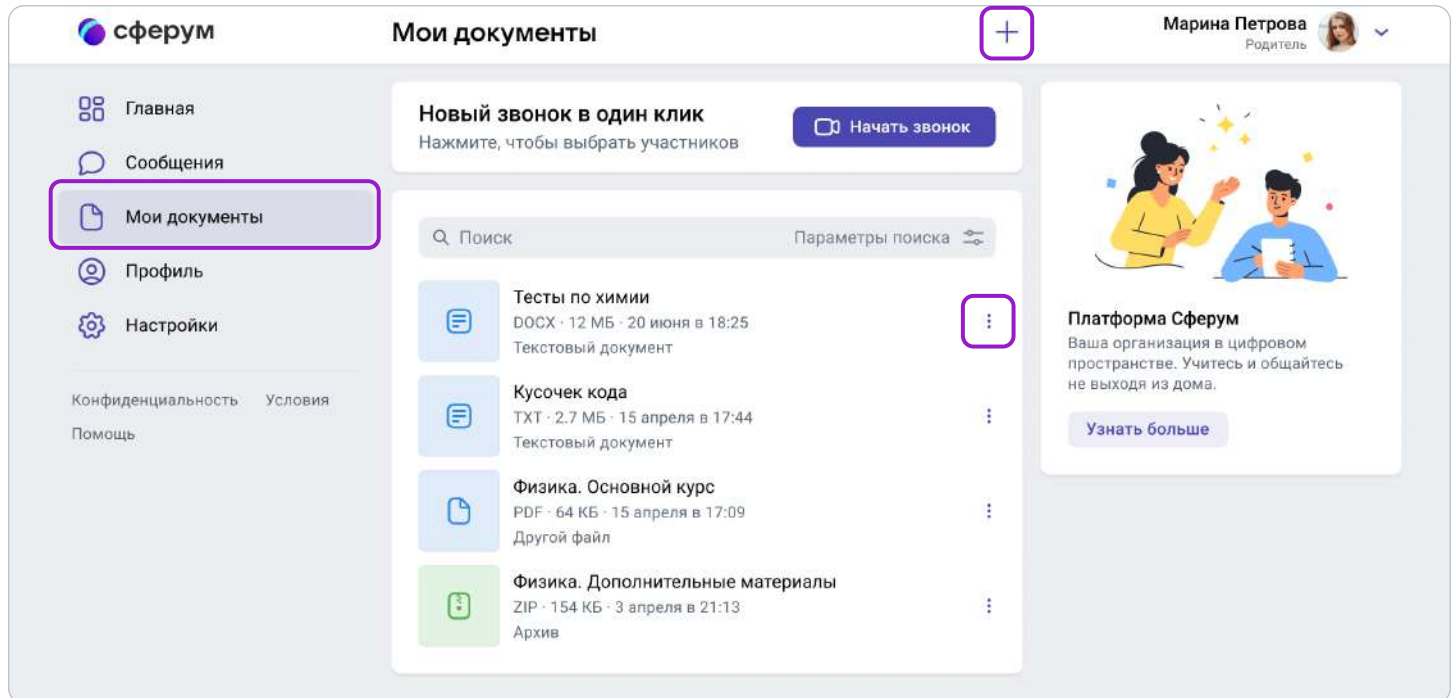 сферум
Мои документы
Марина Петрова
Родитель
Главная
Сообщения
Мои документы
Профиль
Настройки
Конфиденциальность Условия
Помощь
Новый звонок в один клик
Нажмите, чтобы выбрать участников
Начать звонок
Поиск
Параметры поиска
Тесты по химии
DOCX · 12 МБ · 20 июня в 18:25
Текстовый документ
Кусочек кода
TXT · 2.7 МБ · 15 апреля в 17:44
Текстовый документ
Физика. Основной курс
PDF · 64 КБ · 15 апреля в 17:09
Другой файл
Физика. Дополнительные материалы
ZIP · 154 КБ · 3 апреля в 21:13
Архив
Платформа Сферум
Ваша организация в цифровом
пространстве. Учитесь и общайтесь
не выходя из дома.
Узнать больше